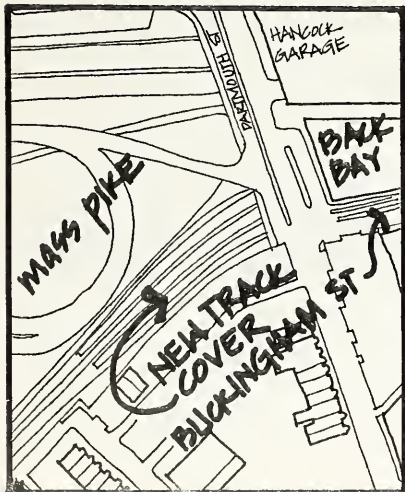 HANCOCK
GARAGE
DARTMOUTH ST
BACK
BAY
MASS PIKE
NEW TRACK
COVER
BUCKINGHAM ST